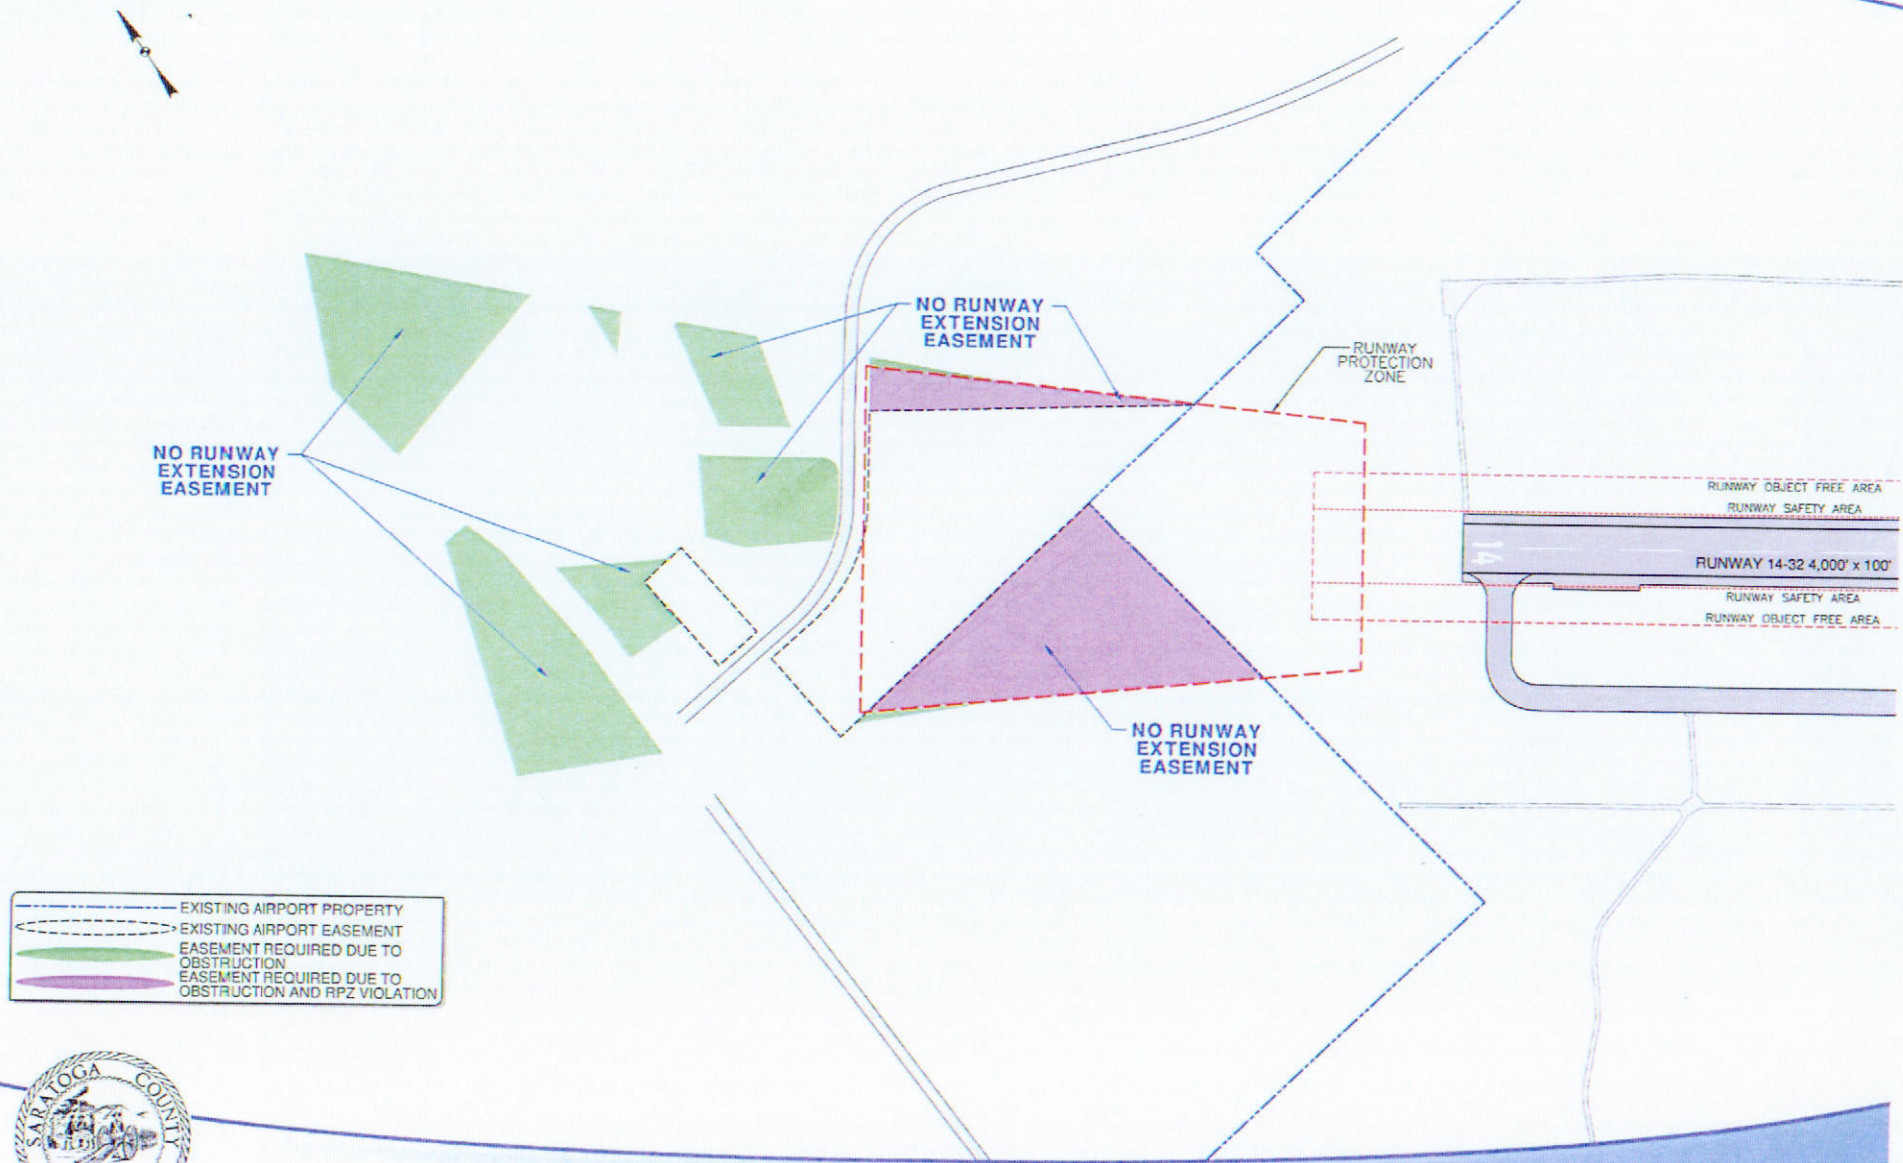 NO RUNWAY
EXTENSION
EASEMENT
RUNWAY
PROTECTION
ZONE
NO RUNWAY
EXTENSION
EASEMENT
RUNWAY OBJECT FREE AREA
RUNWAY SAFETY AREA
14
RUNWAY 14-32 4,000' x 100'
RUNWAY SAFETY AREA
RUNWAY OBJECT FREE AREA
NO RUNWAY
EXTENSION
EASEMENT
EXISTING AIRPORT PROPERTY
EXISTING AIRPORT EASEMENT
EASEMENT REQUIRED DUE TO
OBSTRUCTION
EASEMENT REQUIRED DUE TO
OBSTRUCTION AND RPZ VIOLATION
SARATOGA COUNTY